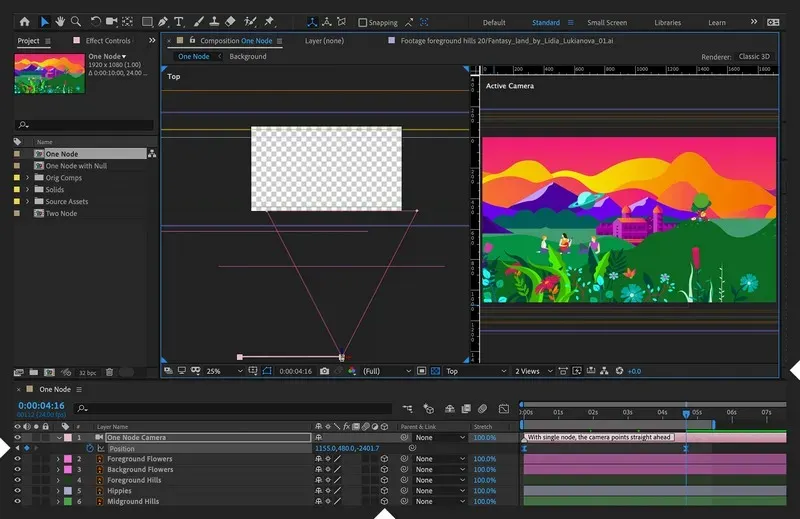 Snapping
Default
Standard
Small Screen
Libraries
Learn
Project
Effect Controls
Composition One Node
Layer (none)
Footage foreground hills 20/Fantasy_land_by_Lidia_Lukianova_01.ai
One Node
Background
Renderer: Classic 3D
One Node
1920 x 1080 (1.00)
Δ 0:00:10:00, 24.00 ...
Top
Active Camera
Name
One Node
One Node with Null
Orig Comps
Solids
Source Assets
Two Node
32 bpc
25%
0:00:04:16
(Full)
Top
2 Views
+0.0
One Node
0:00:04:16
# Layer Name
Parent & Link
Stretch
00s
02s
04s
05s
06s
07s
1 One Node Camera
None
100.0%
With single node, the camera points straight ahead
Position
1155.0,480.0,-2401.7
2 Foreground Flowers
None
100.0%
3 Background Flowers
None
100.0%
4 Foreground Hills
None
100.0%
5 Hippies
None
100.0%
6 Midground Hills
None
100.0%